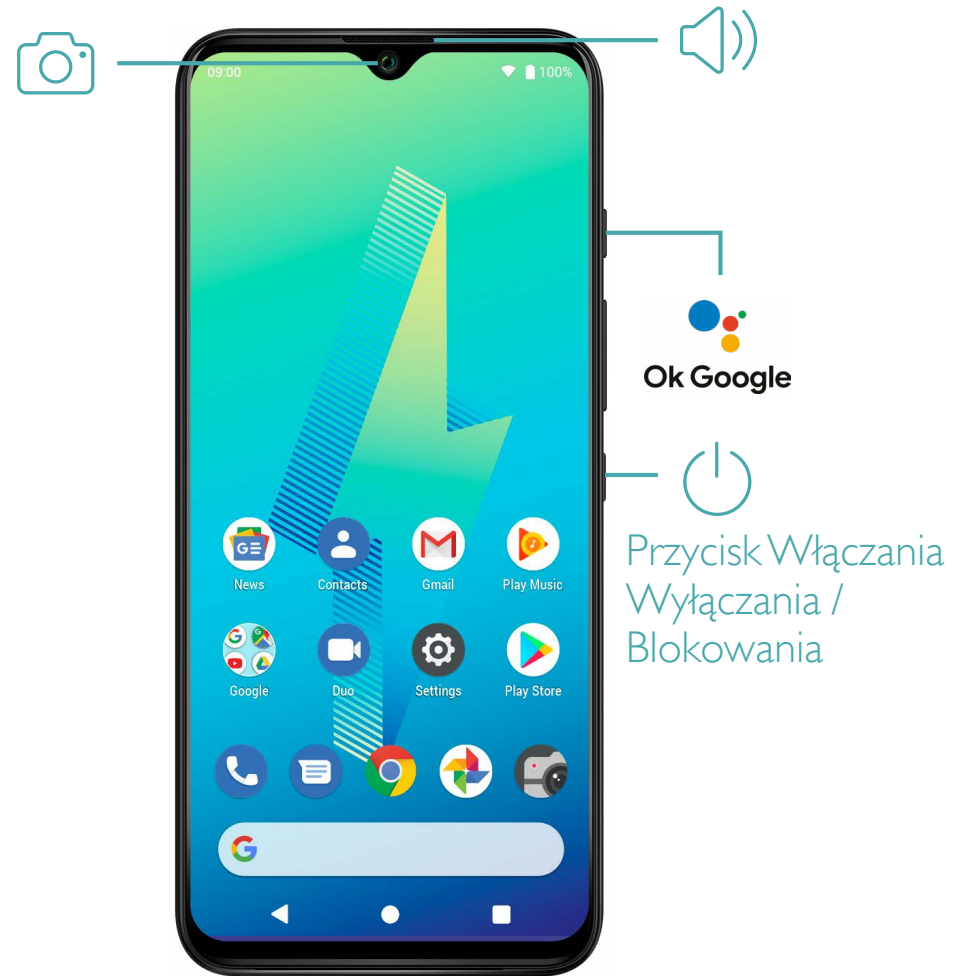 09:00
100%
Ok Google
Przycisk Włączania
Wyłączania /
Blokowania
GE
News
Contacts
Gmail
Play Music
Google
Duo
Settings
Play Store